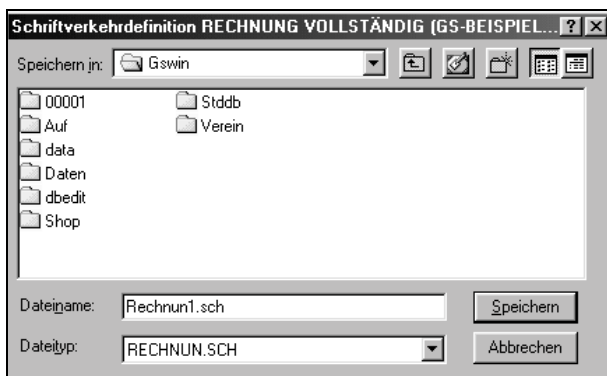 Schriftverkehrdefinition RECHNUNG VOLLSTÄNDIG (GS-BEISPIEL...
Speichern in: Gswin
00001 Stddb
Auf Verein
data
Daten
dbedit
Shop
Dateiname: Rechnun1.sch Speichern
Dateityp: RECHNUN.SCH Abbrechen